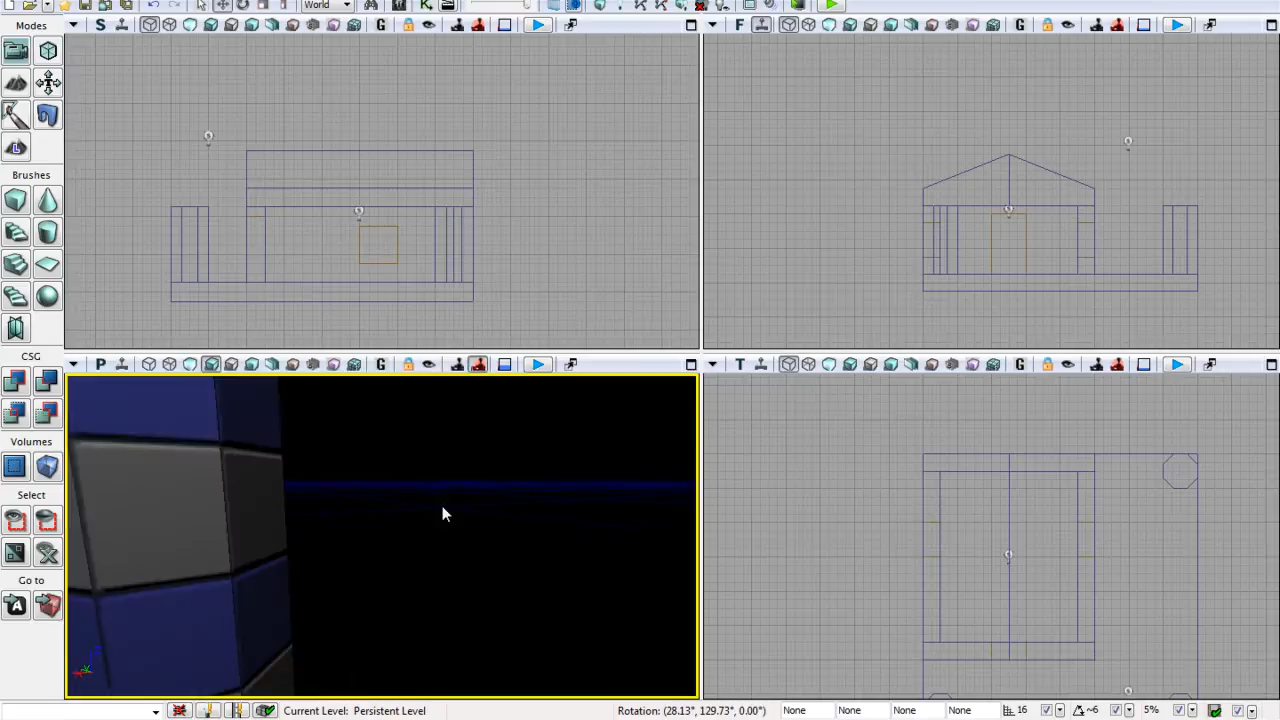 World
Modes
S
G
F
G
Brushes
P
G
T
G
CSG
Volumes
Select
Go to
Current Level: Persistent Level
Rotation: (28.13°, 129.73°, 0.00°)
None
None
None
None
16
~6
5%